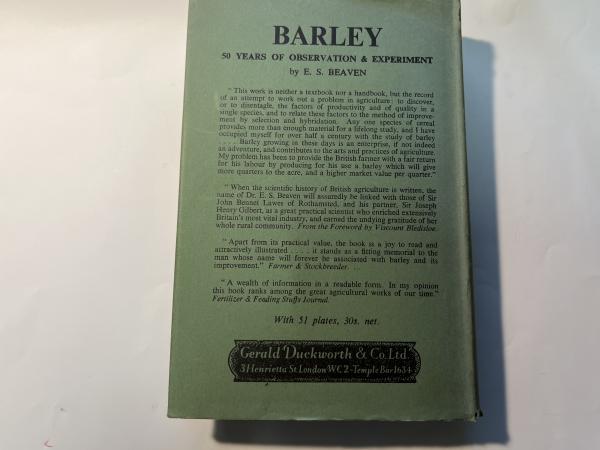 BARLEY
50 YEARS OF OBSERVATION & EXPERIMENT
by E. S. BEAVEN
" This work is neither a textbook nor a handbook, but the record
of an attempt to work out a problem in agriculture: to discover,
or to disentagle, the factors of productivity and of quality in a
single species, and to relate these factors to the method of improve-
ment by selection and hybridization. Any one species of cereal
provides more than enough material for a lifelong study, and I have
occupied myself for over half a century with the study of barley
. . . . Barley growing in these days is an enterprise, if not indeed
an adventure, and contributes to the arts and practices of agriculture.
My problem has been to provide the British farmer with a fair return
for his labour by producing for his use a barley which will give
more quarters to the acre, and a higher market value per quarter."
" When the scientific history of British agriculture is written, the
name of Dr. E. S. Beaven will assuredly be linked with those of Sir
John Bennet Lawes of Rothamsted, and his partner, Sir Joseph
Henry Gilbert, as a great practical scientist who enriched extensively
Britain's most vital industry, and earned the undying gratitude of her
whole rural community. From the Foreword by Viscount Bledisloe.
" Apart from its practical value, the book is a joy to read and
attractively illustrated . . . . it stands as a fitting memorial to the
man whose name will forever be associated with barley and its
improvement." Farmer & Stockbreeder. . .
" A wealth of information in a readable form. In my opinion
this book ranks among the great agricultural works of our time."
Fertilizer & Feeding Stuffs Journal.
With 51 plates, 30s. net.
Gerald Duckworth & Co. Ltd.
3 Henrietta St. London W.C.2 - Temple Bar 1634